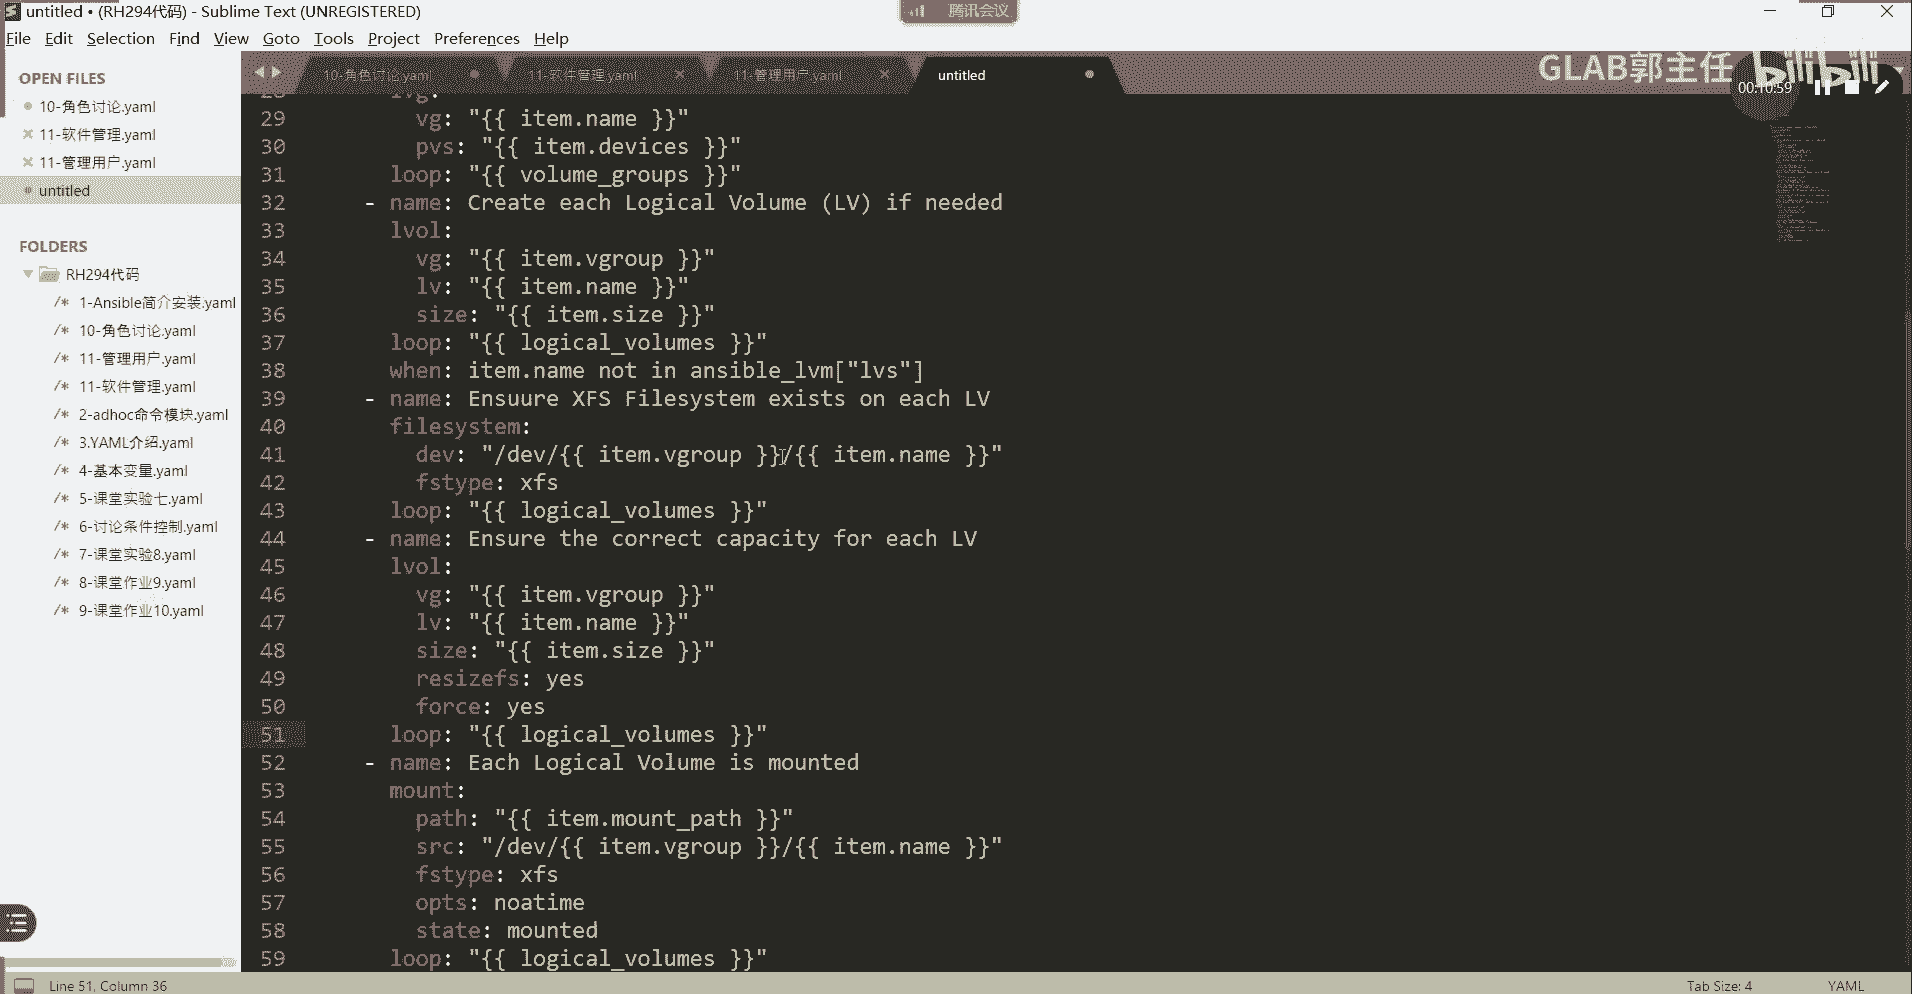 untitled • (RH294代码) - Sublime Text (UNREGISTERED)
腾讯会议
File Edit Selection Find View Goto Tools Project Preferences Help
GLAB郭主任 bilibili
00:10:59
OPEN FILES
10-角色讨论.yaml
11-软件管理.yaml
11-管理用户.yaml
untitled
FOLDERS
RH294代码
/* 1-Ansible简介安装.yaml
/* 10-角色讨论.yaml
/* 11-管理用户.yaml
/* 11-软件管理.yaml
/* 2-adhoc命令模块.yaml
/* 3.YAML介绍.yaml
/* 4-基本变量.yaml
/* 5-课堂实验七.yaml
/* 6-讨论条件控制.yaml
/* 7-课堂实验8.yaml
/* 8-课堂作业9.yaml
/* 9-课堂作业10.yaml
10-角色讨论.yaml 11-软件管理.yaml 11-管理用户.yaml untitled
28 lvg:
29 vg: "{{ item.name }}"
30 pvs: "{{ item.devices }}"
31 loop: "{{ volume_groups }}"
32 - name: Create each Logical Volume (LV) if needed
33 lvol:
34 vg: "{{ item.vgroup }}"
35 lv: "{{ item.name }}"
36 size: "{{ item.size }}"
37 loop: "{{ logical_volumes }}"
38 when: item.name not in ansible_lvm["lvs"]
39 - name: Ensuure XFS Filesystem exists on each LV
40 filesystem:
41 dev: "/dev/{{ item.vgroup }}/{{ item.name }}"
42 fstype: xfs
43 loop: "{{ logical_volumes }}"
44 - name: Ensure the correct capacity for each LV
45 lvol:
46 vg: "{{ item.vgroup }}"
47 lv: "{{ item.name }}"
48 size: "{{ item.size }}"
49 resizefs: yes
50 force: yes
51 loop: "{{ logical_volumes }}"
52 - name: Each Logical Volume is mounted
53 mount:
54 path: "{{ item.mount_path }}"
55 src: "/dev/{{ item.vgroup }}/{{ item.name }}"
56 fstype: xfs
57 opts: noatime
58 state: mounted
59 loop: "{{ logical_volumes }}"
Line 51, Column 36
Tab Size: 4
YAML